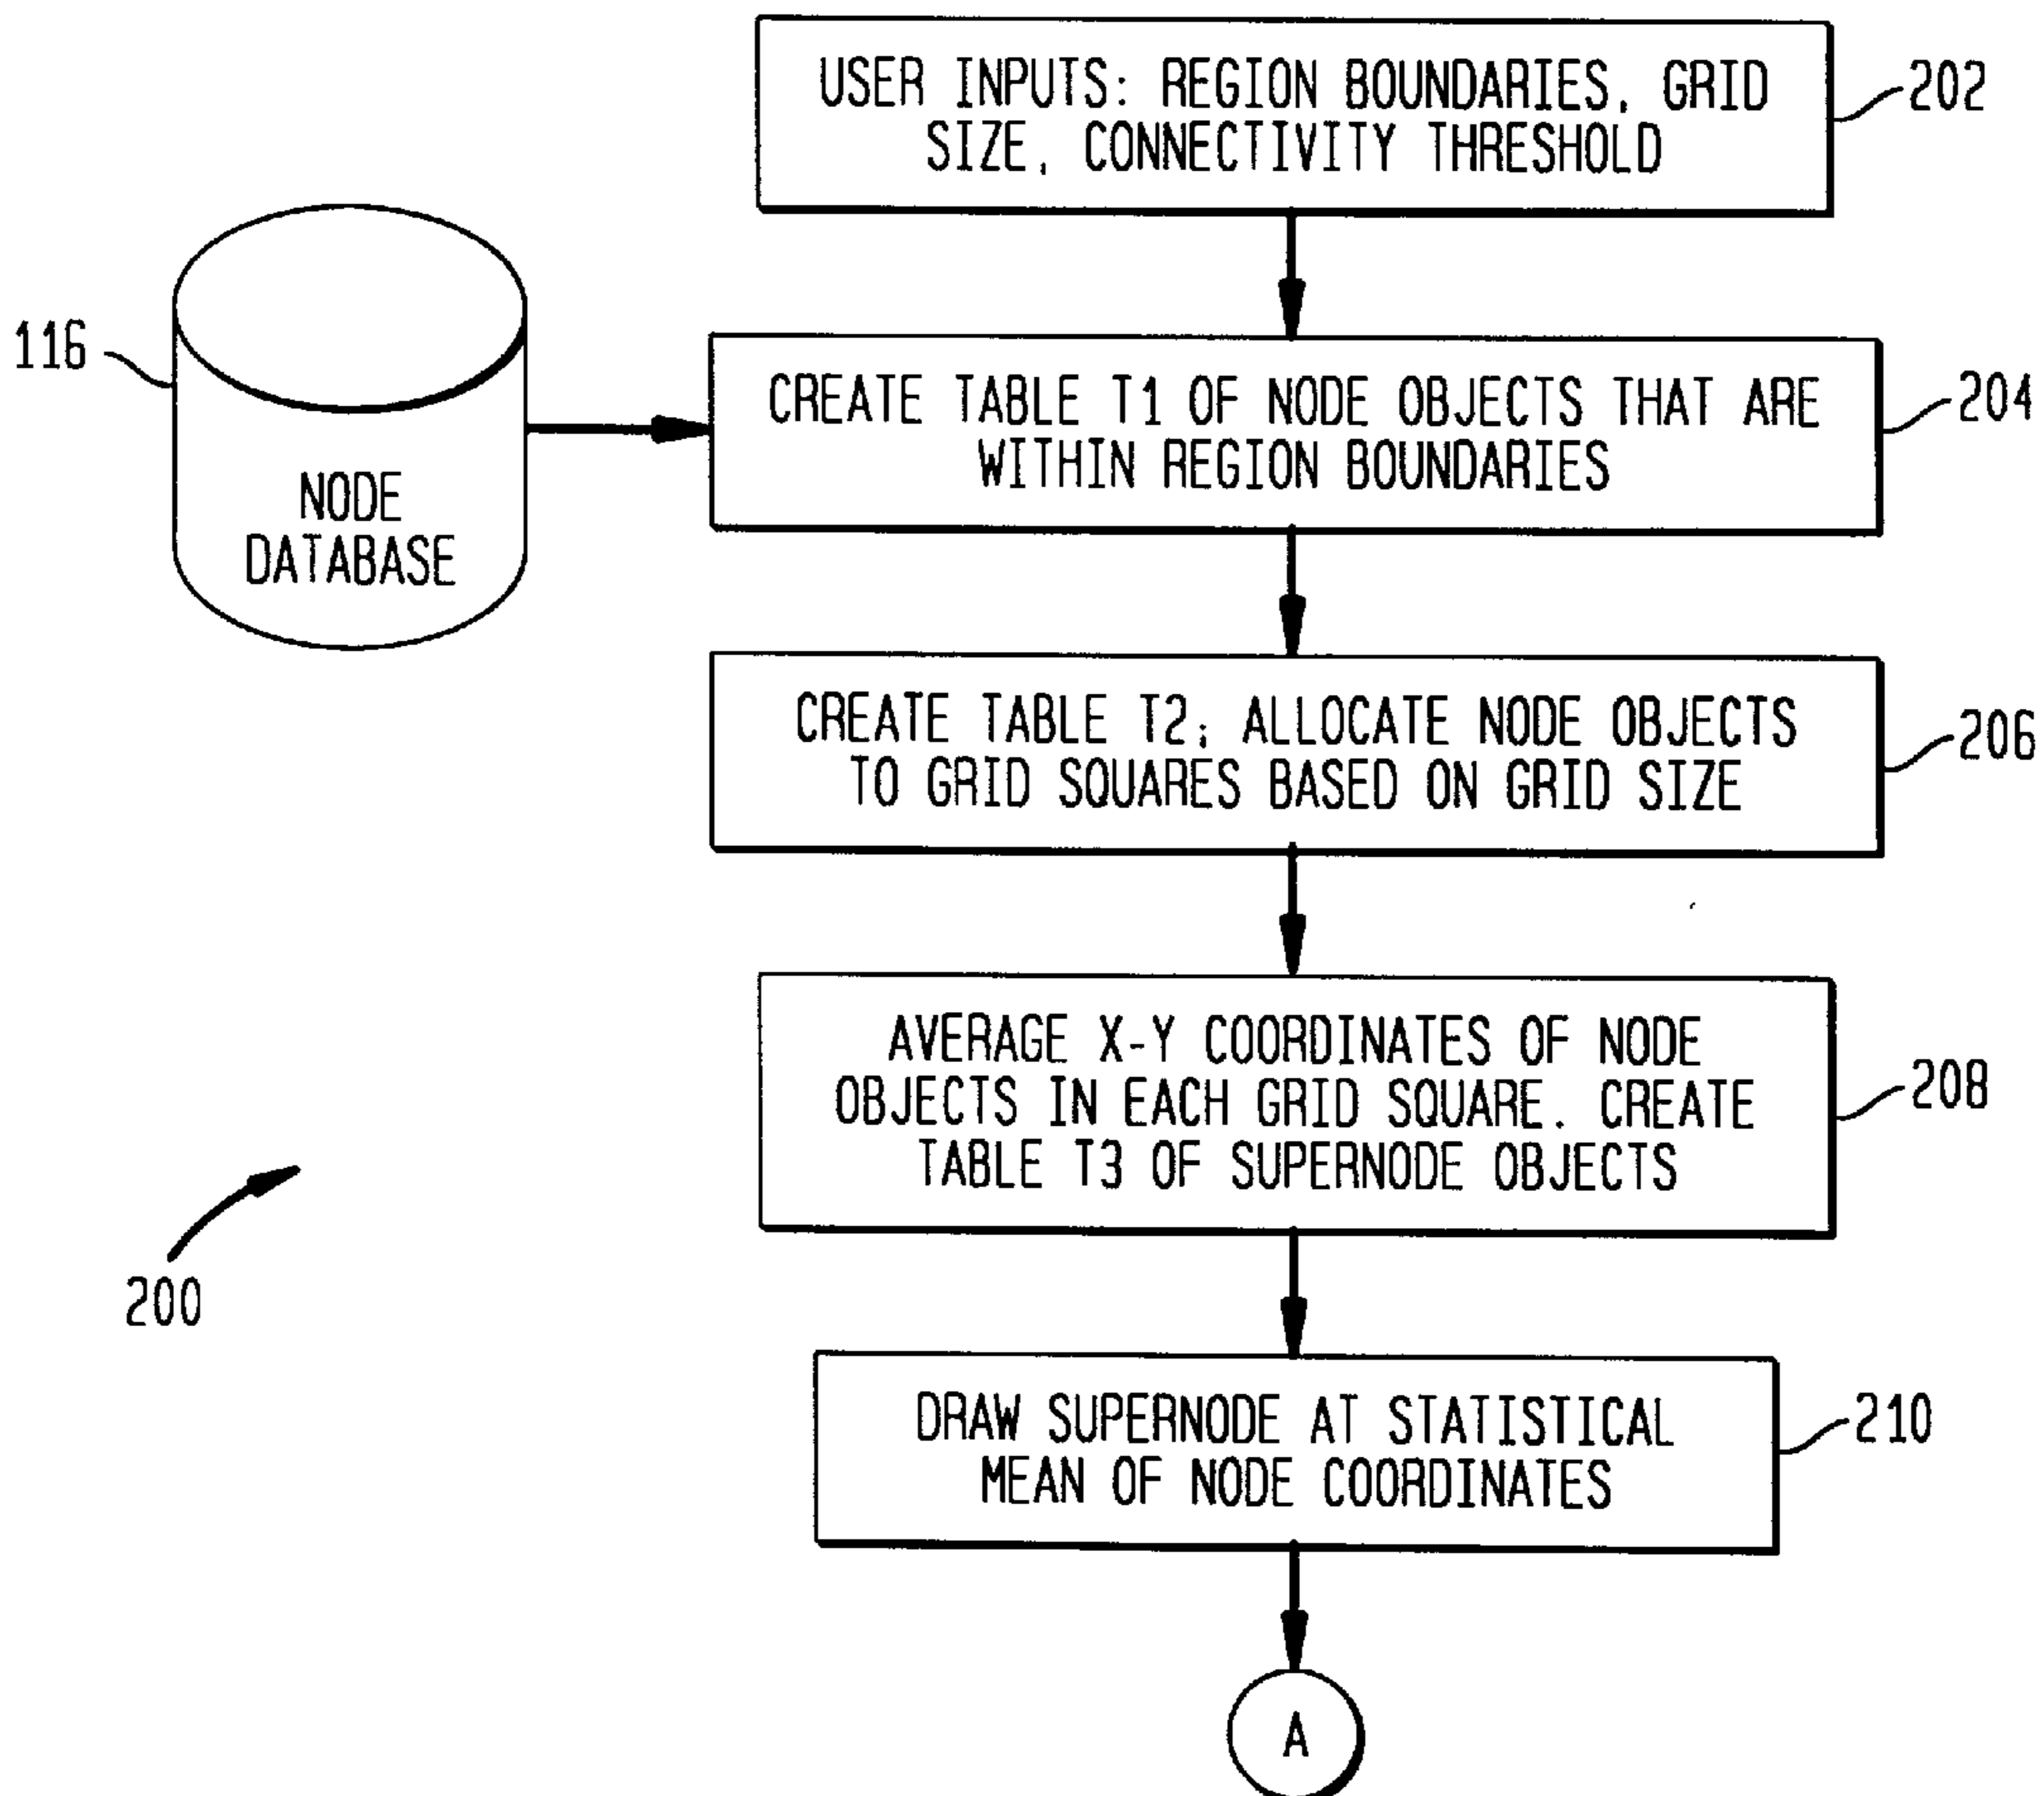 USER INPUTS: REGION BOUNDARIES, GRID
SIZE, CONNECTIVITY THRESHOLD
202
116
NODE
DATABASE
CREATE TABLE T1 OF NODE OBJECTS THAT ARE
WITHIN REGION BOUNDARIES
204
CREATE TABLE T2; ALLOCATE NODE OBJECTS
TO GRID SQUARES BASED ON GRID SIZE
206
AVERAGE X-Y COORDINATES OF NODE
OBJECTS IN EACH GRID SQUARE. CREATE
TABLE T3 OF SUPERNODE OBJECTS
208
200
DRAW SUPERNODE AT STATISTICAL
MEAN OF NODE COORDINATES
210
A